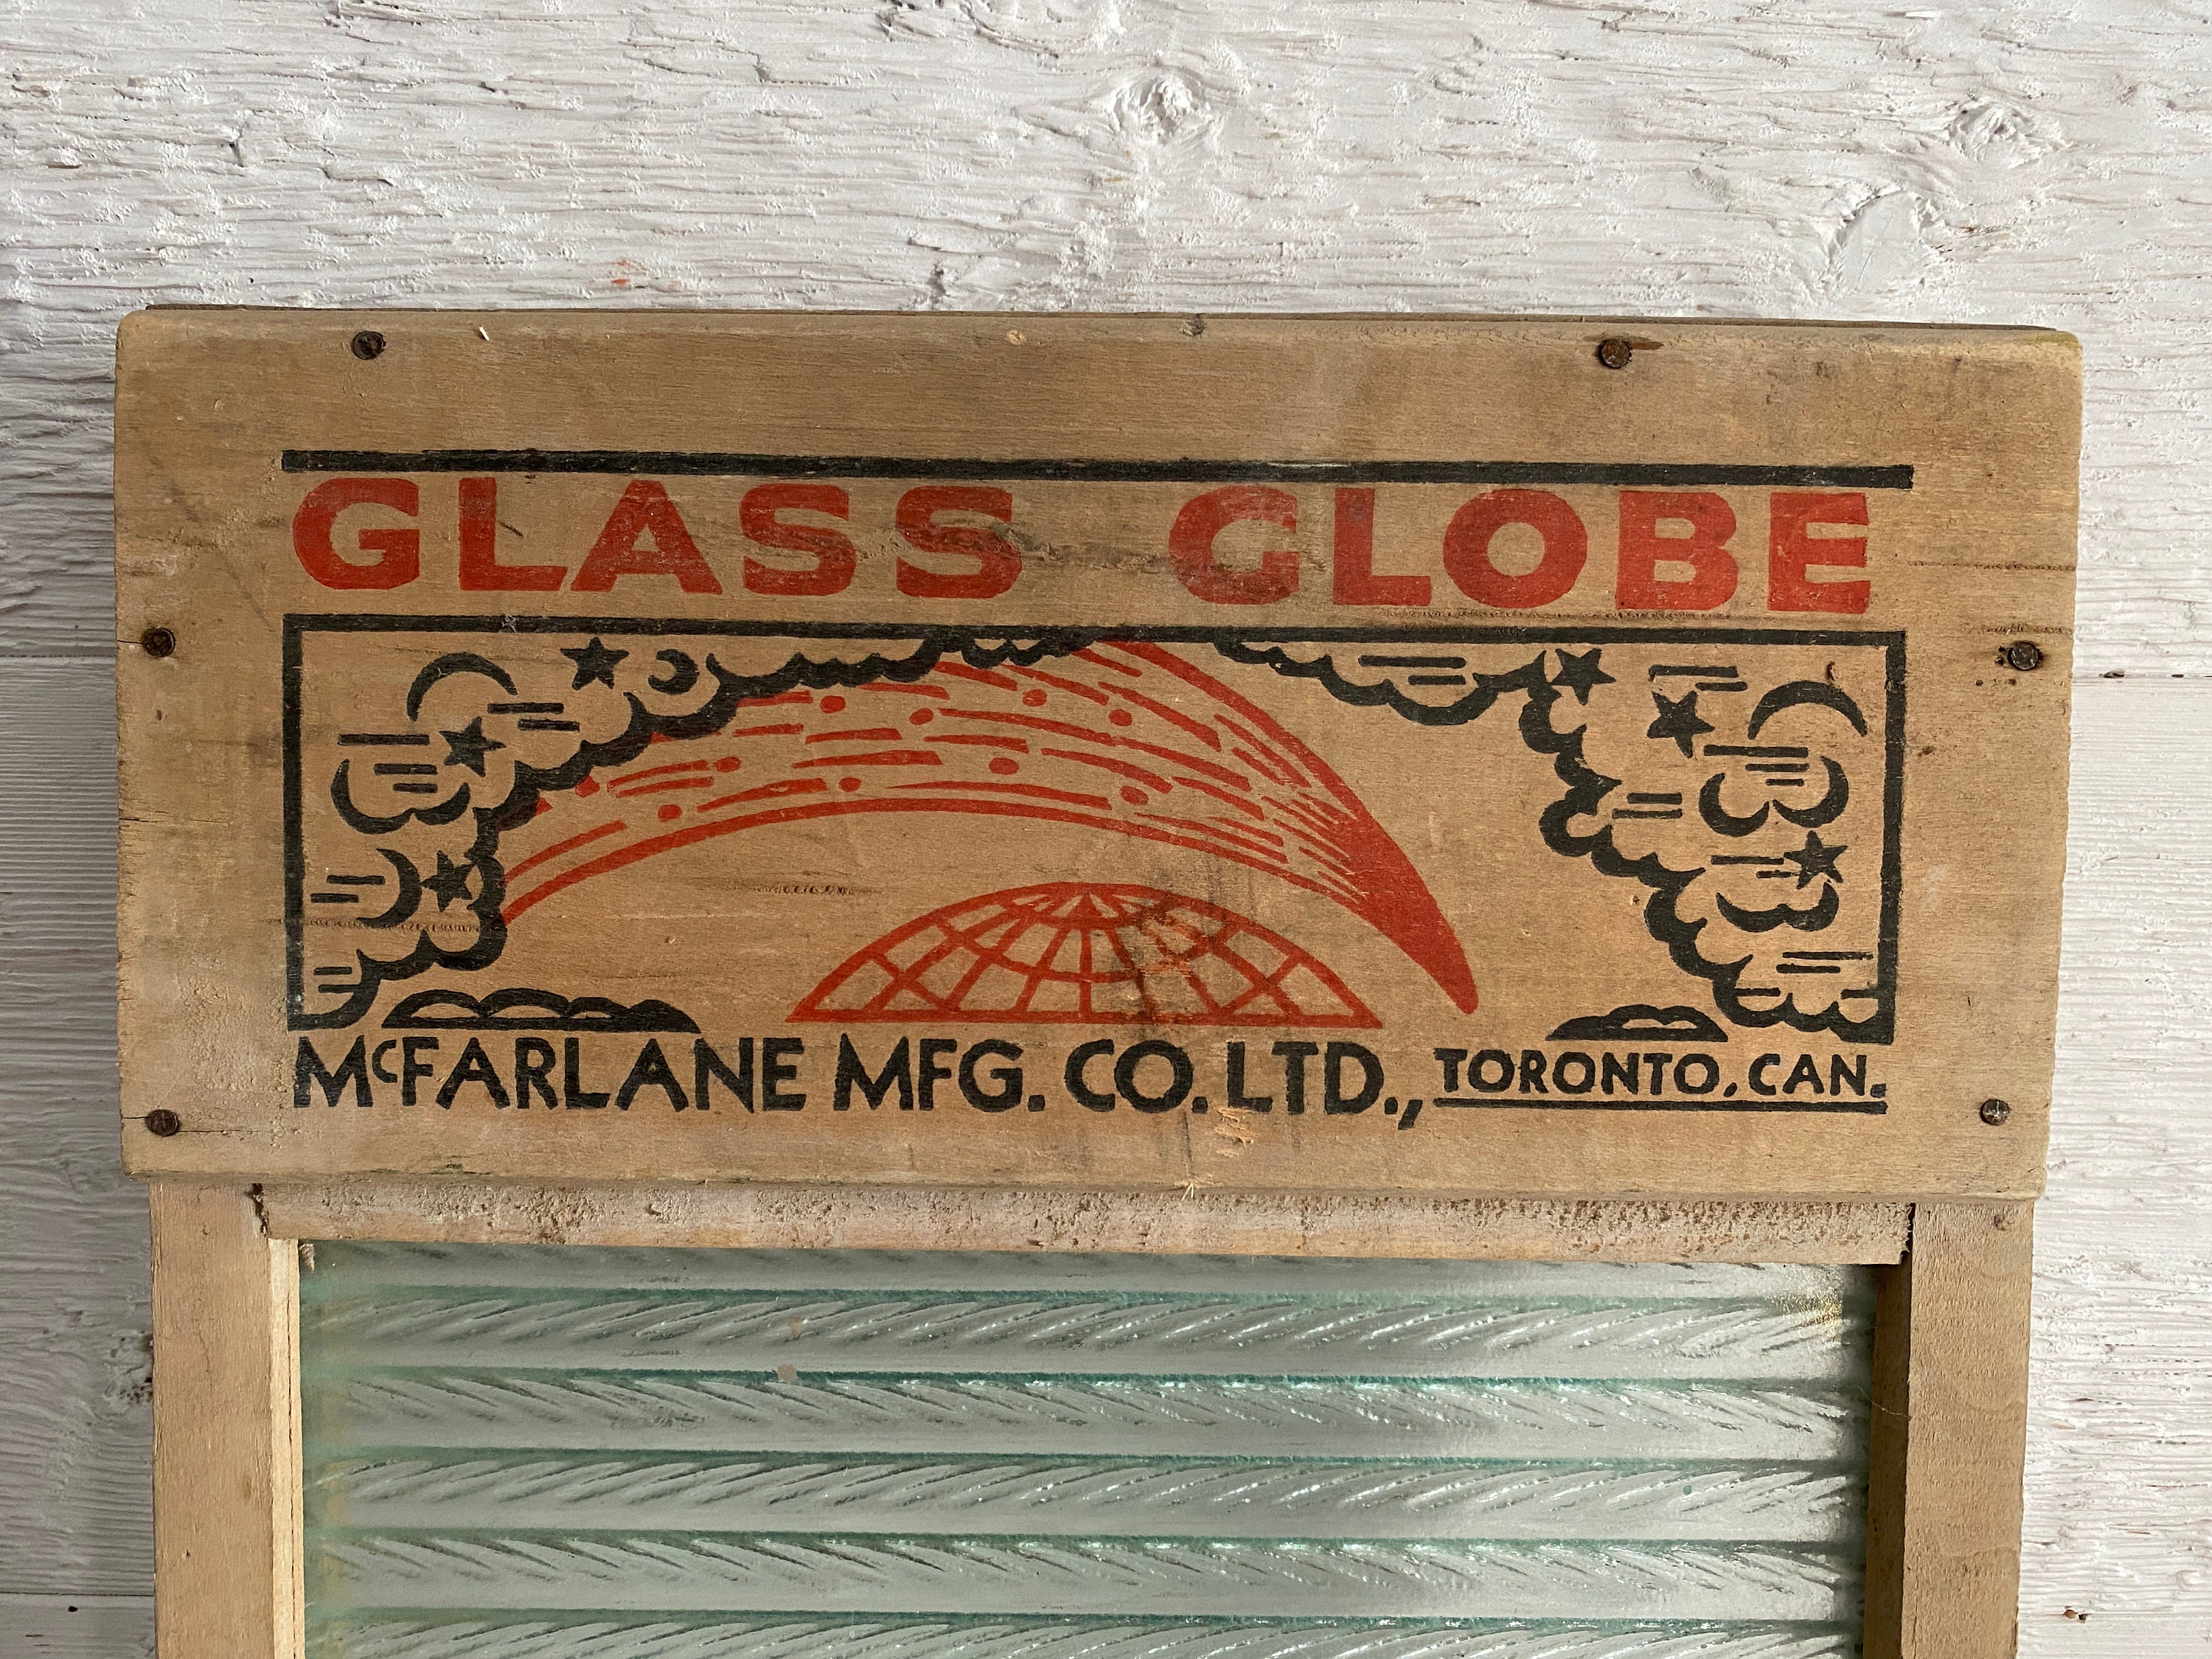 GLASS GLOBE
McFARLANE MFG. CO. LTD., TORONTO, CAN.